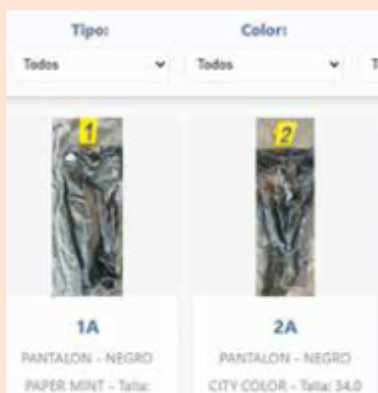 Tipo: Color:
Todos Todos T
1 2
1A 2A
PANTALON - NEGRO PANTALON - NEGRO
PAPER MINT - Talla: CITY COLOR - Talla: 34.0